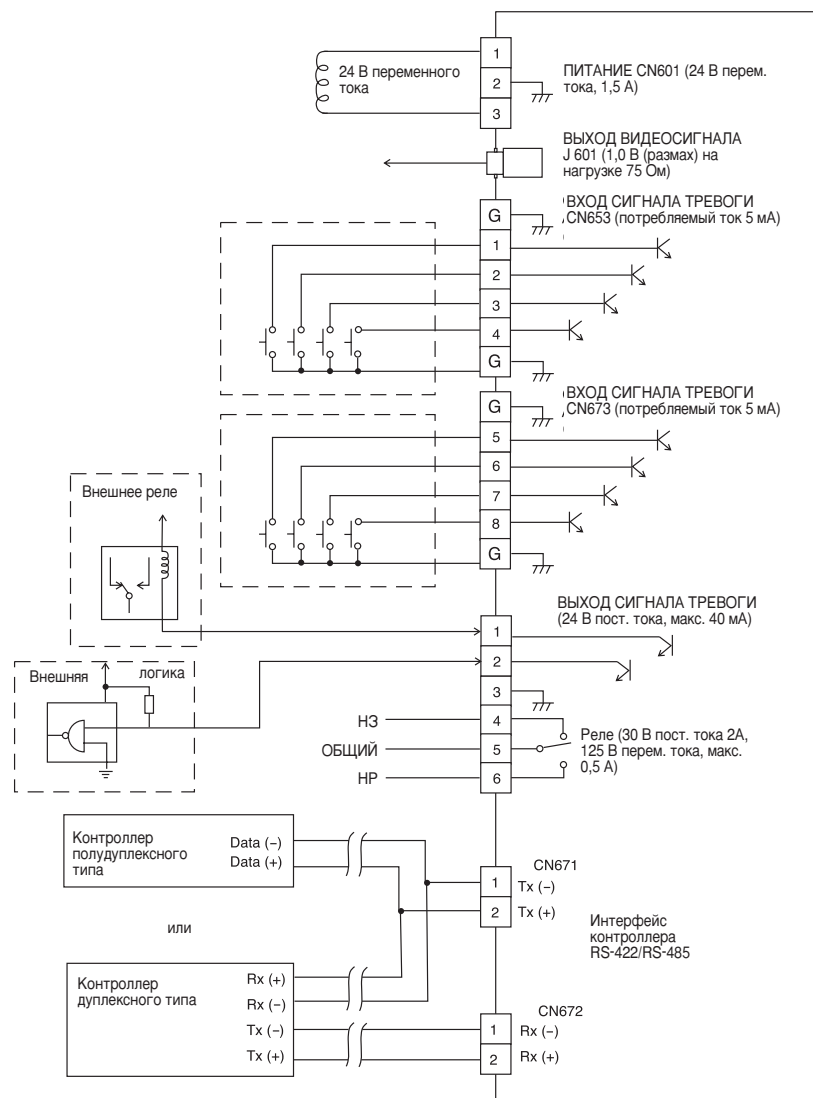 24 В переменного
тока
1
2
3
ПИТАНИЕ CN601 (24 В перем.
тока, 1,5 А)
ВЫХОД ВИДЕОСИГНАЛА
J 601 (1,0 В (размах) на
нагрузке 75 Ом)
ВХОД СИГНАЛА ТРЕВОГИ
CN653 (потребляемый ток 5 мА)
G
1
2
3
4
G
ВХОД СИГНАЛА ТРЕВОГИ
CN673 (потребляемый ток 5 мА)
G
5
6
7
8
G
Внешнее реле
ВЫХОД СИГНАЛА ТРЕВОГИ
(24 В пост. тока, макс. 40 мА)
1
2
3
4
5
6
Внешняя логика
НЗ
ОБЩИЙ
НР
Реле (30 В пост. тока 2А,
125 В перем. тока, макс.
0,5 А)
Контроллер
полудуплексного
типа
Data (−)
Data (+)
CN671
1 Tx (−)
2 Tx (+)
или
Интерфейс
контроллера
RS-422/RS-485
Контроллер
дуплексного типа
Rx (+)
Rx (−)
Tx (−)
Tx (+)
CN672
1 Rx (−)
2 Rx (+)